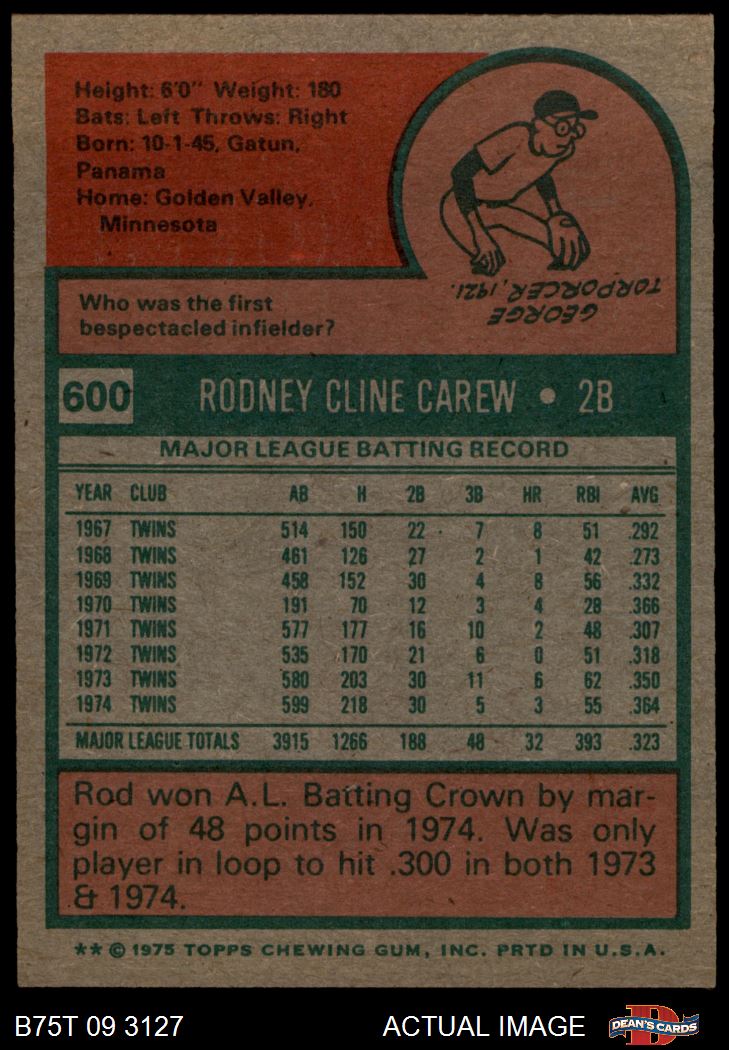 Height: 6'0" Weight: 180
Bats: Left Throws: Right
Born: 10-1-45, Gatun,
Panama
Home: Golden Valley,
Minnesota
Who was the first
bespectacled infielder?
GEORGE
TORPORCER, 1921.
600 RODNEY CLINE CAREW • 2B
MAJOR LEAGUE BATTING RECORD
YEAR CLUB AB H 2B 3B HR RBI AVG
1967 TWINS 514 150 22 7 8 51 .292
1968 TWINS 461 126 27 2 1 42 .273
1969 TWINS 458 152 30 4 8 56 .332
1970 TWINS 191 70 12 3 4 28 .366
1971 TWINS 577 177 16 10 2 48 .307
1972 TWINS 535 170 21 6 0 51 .318
1973 TWINS 580 203 30 11 6 62 .350
1974 TWINS 599 218 30 5 3 55 .364
MAJOR LEAGUE TOTALS 3915 1266 188 48 32 393 .323
Rod won A.L. Batting Crown by mar-
gin of 48 points in 1974. Was only
player in loop to hit .300 in both 1973
& 1974.
** © 1975 TOPPS CHEWING GUM, INC. PRTD IN U.S.A.
B75T 09 3127 ACTUAL IMAGE DEAN'S CARDS